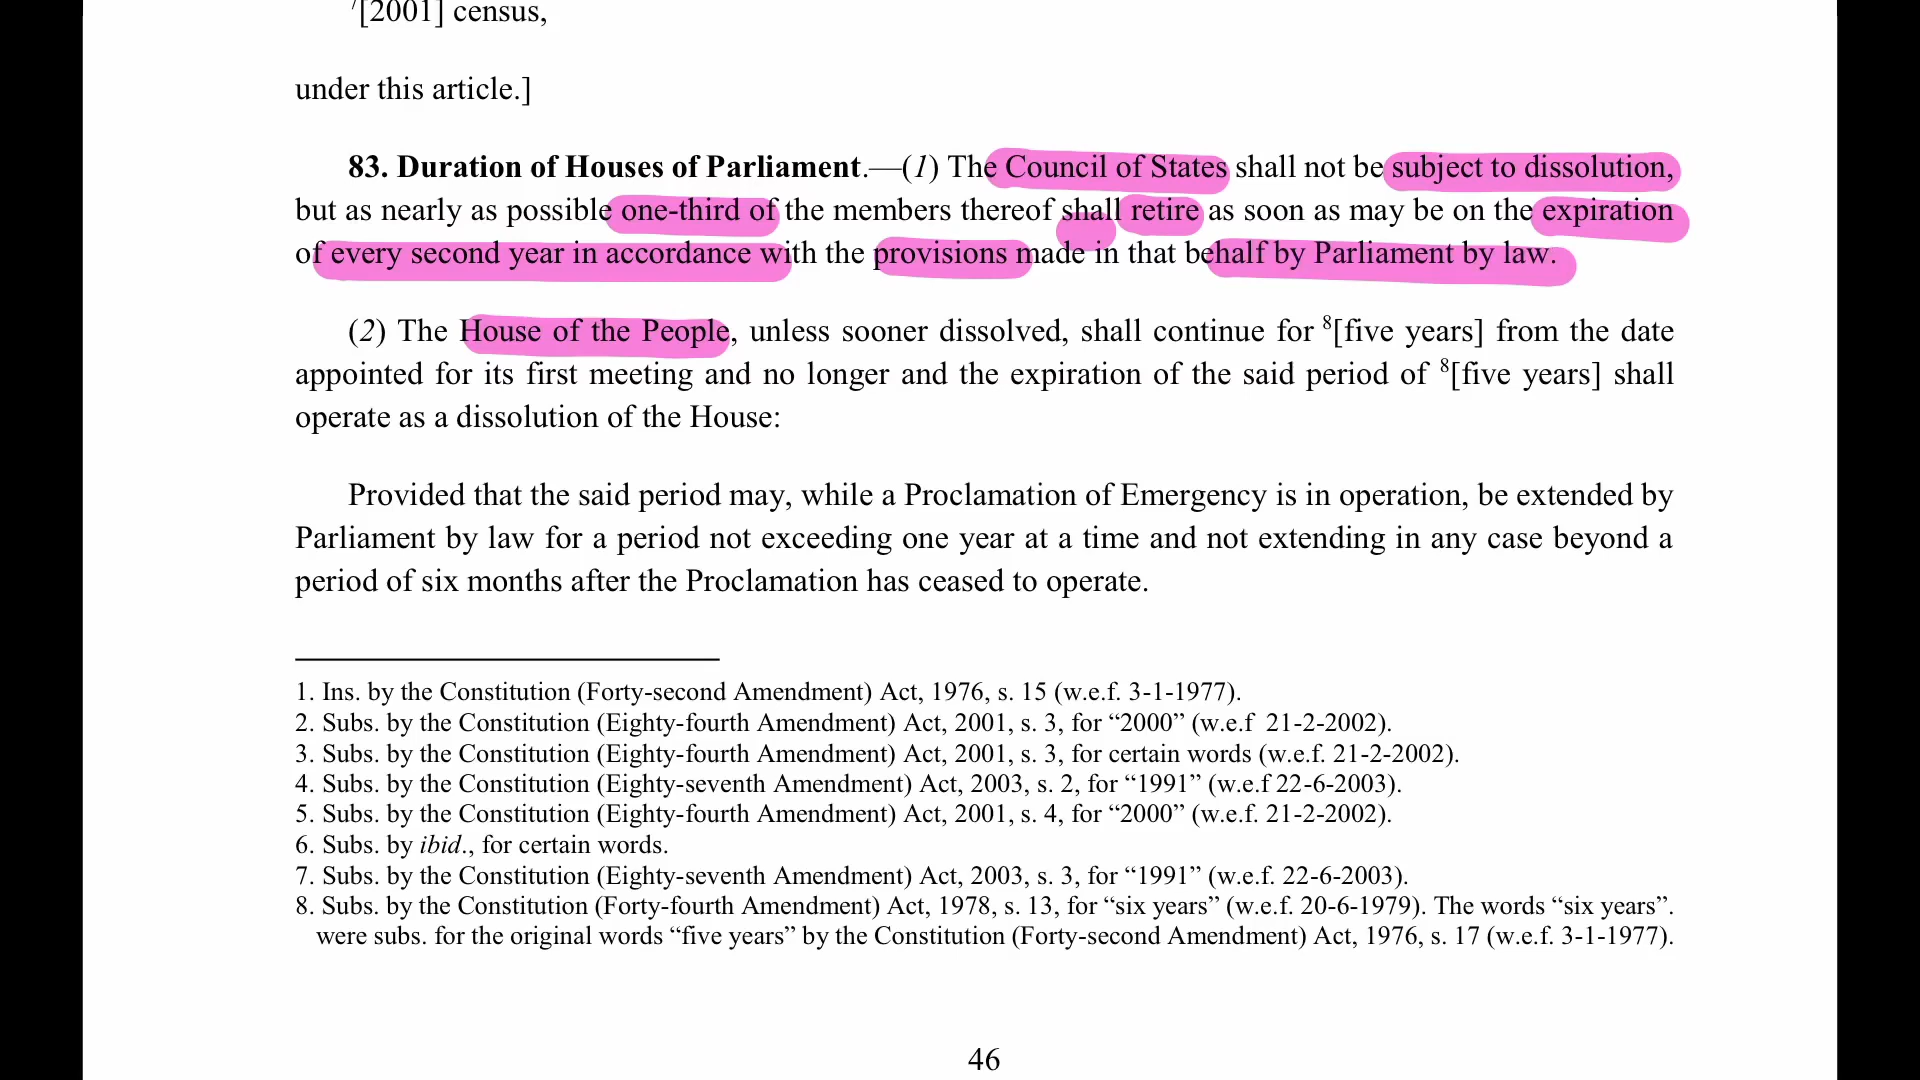 7[2001] census,
under this article.]
83. Duration of Houses of Parliament.—(1) The Council of States shall not be subject to dissolution,
but as nearly as possible one-third of the members thereof shall retire as soon as may be on the expiration
of every second year in accordance with the provisions made in that behalf by Parliament by law.
(2) The House of the People, unless sooner dissolved, shall continue for 8[five years] from the date
appointed for its first meeting and no longer and the expiration of the said period of 8[five years] shall
operate as a dissolution of the House:
Provided that the said period may, while a Proclamation of Emergency is in operation, be extended by
Parliament by law for a period not exceeding one year at a time and not extending in any case beyond a
period of six months after the Proclamation has ceased to operate.
1. Ins. by the Constitution (Forty-second Amendment) Act, 1976, s. 15 (w.e.f. 3-1-1977).
2. Subs. by the Constitution (Eighty-fourth Amendment) Act, 2001, s. 3, for “2000” (w.e.f 21-2-2002).
3. Subs. by the Constitution (Eighty-fourth Amendment) Act, 2001, s. 3, for certain words (w.e.f. 21-2-2002).
4. Subs. by the Constitution (Eighty-seventh Amendment) Act, 2003, s. 2, for “1991” (w.e.f 22-6-2003).
5. Subs. by the Constitution (Eighty-fourth Amendment) Act, 2001, s. 4, for “2000” (w.e.f. 21-2-2002).
6. Subs. by ibid., for certain words.
7. Subs. by the Constitution (Eighty-seventh Amendment) Act, 2003, s. 3, for “1991” (w.e.f. 22-6-2003).
8. Subs. by the Constitution (Forty-fourth Amendment) Act, 1978, s. 13, for “six years” (w.e.f. 20-6-1979). The words “six years”.
were subs. for the original words “five years” by the Constitution (Forty-second Amendment) Act, 1976, s. 17 (w.e.f. 3-1-1977).
46